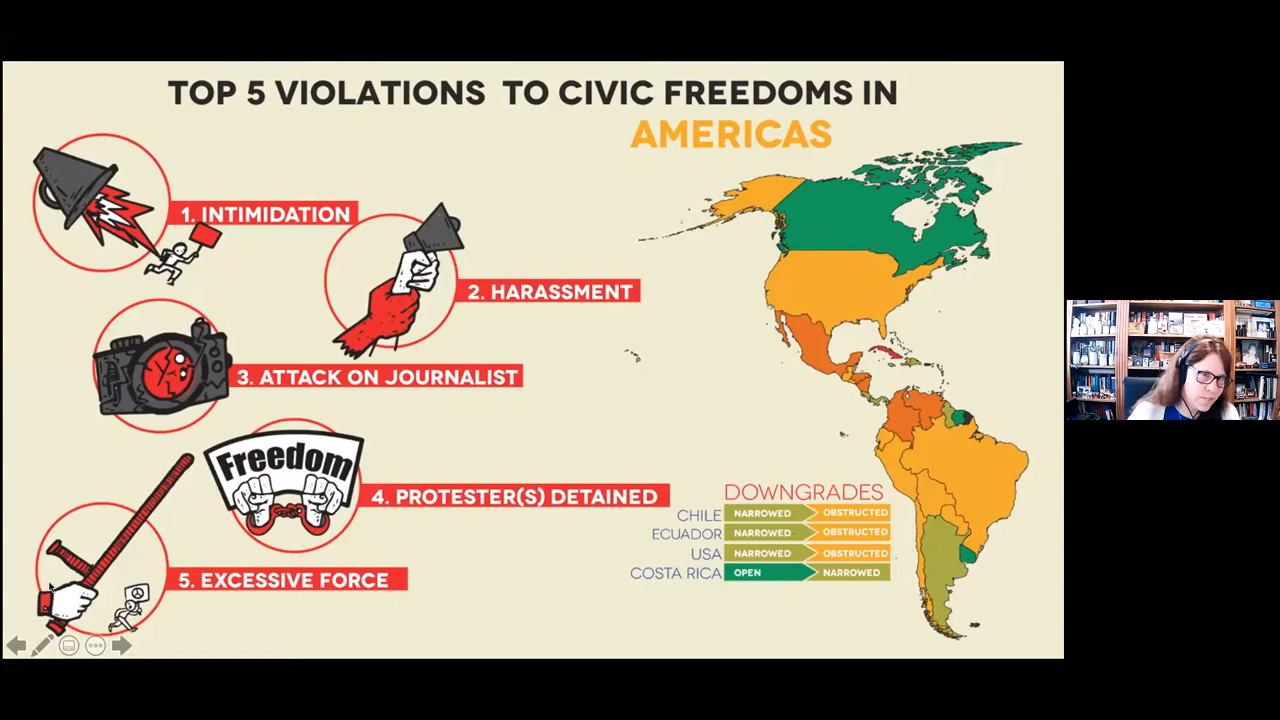 TOP 5 VIOLATIONS TO CIVIC FREEDOMS IN
AMERICAS
1. INTIMIDATION
2. HARASSMENT
3. ATTACK ON JOURNALIST
Freedom
4. PROTESTER(S) DETAINED
5. EXCESSIVE FORCE
DOWNGRADES
CHILE NARROWED OBSTRUCTED
ECUADOR NARROWED OBSTRUCTED
USA NARROWED OBSTRUCTED
COSTA RICA OPEN NARROWED